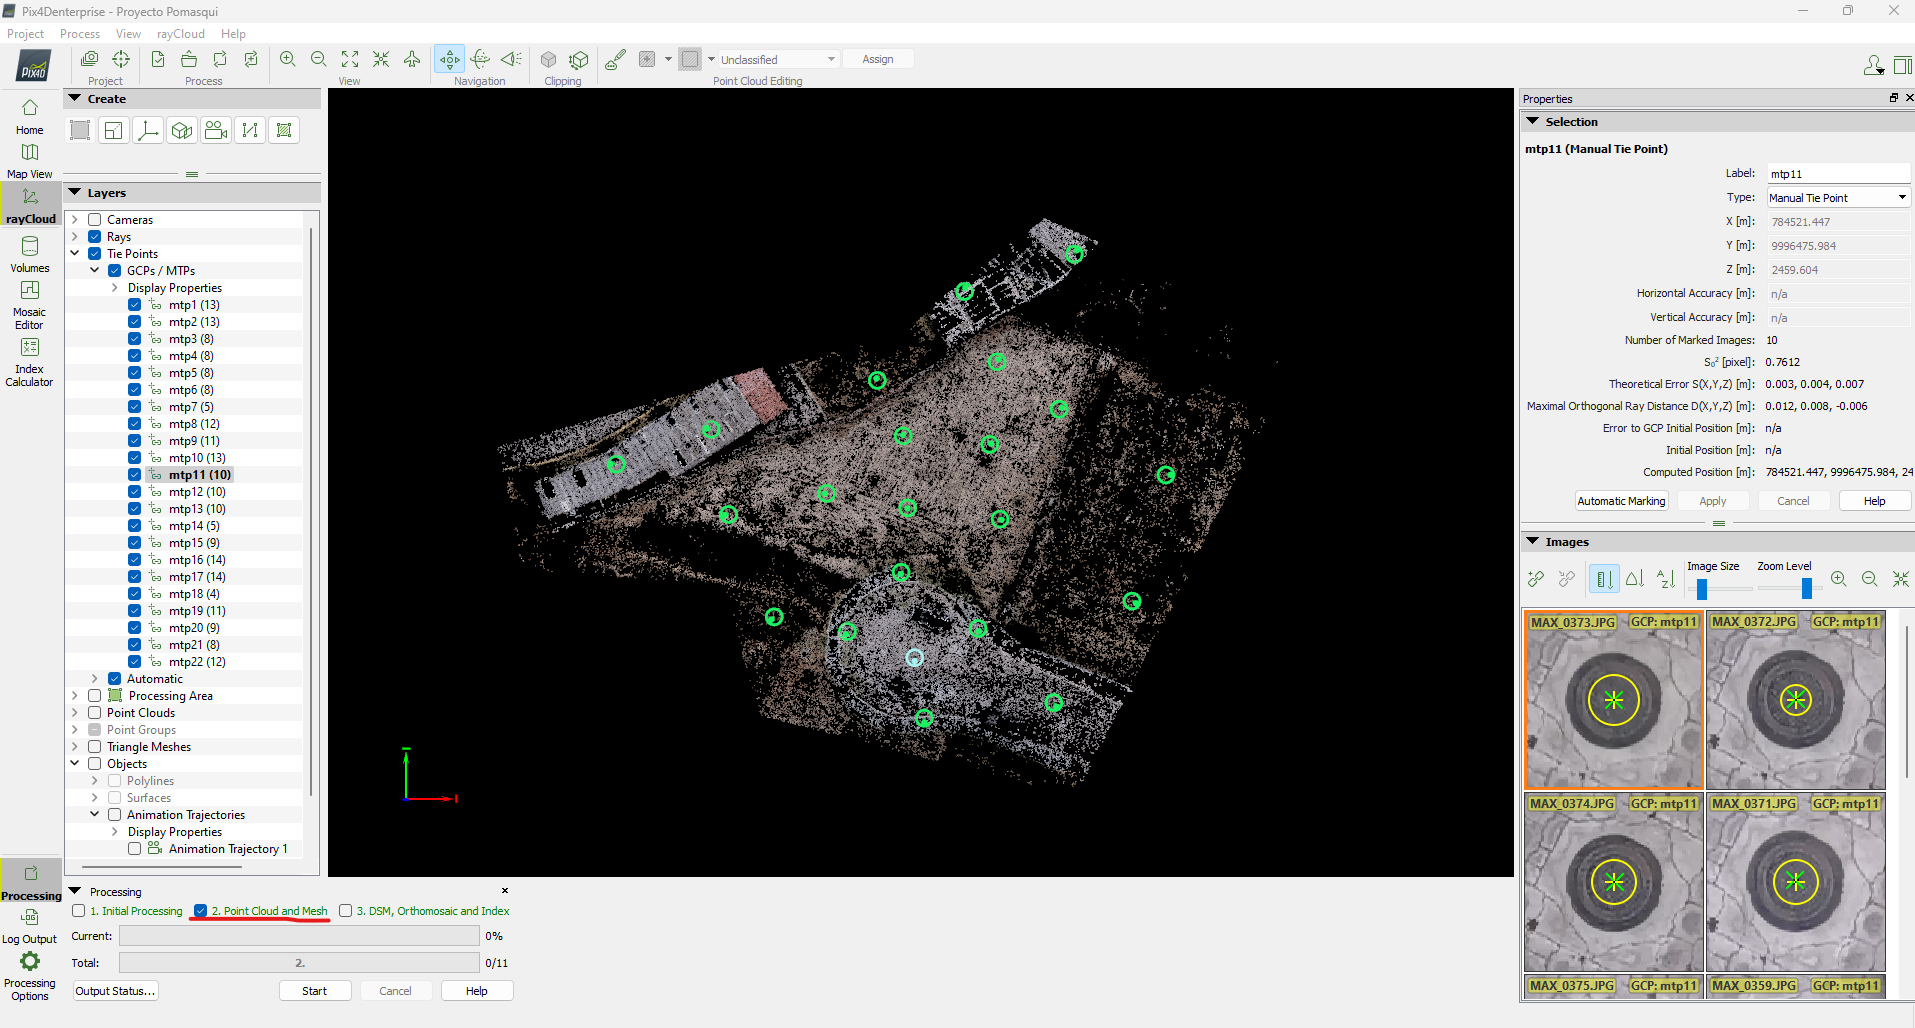 Pix4Denterprise - Proyecto Pomasqui
Project Process View rayCloud Help
PIX4D
Unclassified
Assign
Project Process View Navigation Clipping Point Cloud Editing
Home
Map View
rayCloud
Volumes
Mosaic
Editor
Index
Calculator
Processing
LOG
Log Output
Processing
Options
Create
Layers
Cameras
Rays
Tie Points
GCPs / MTPs
Display Properties
mtp1 (13)
mtp2 (13)
mtp3 (8)
mtp4 (8)
mtp5 (8)
mtp6 (8)
mtp7 (5)
mtp8 (12)
mtp9 (11)
mtp10 (13)
mtp11 (10)
mtp12 (10)
mtp13 (10)
mtp14 (5)
mtp15 (9)
mtp16 (14)
mtp17 (14)
mtp18 (4)
mtp19 (11)
mtp20 (9)
mtp21 (8)
mtp22 (12)
Automatic
Processing Area
Point Clouds
Point Groups
Triangle Meshes
Objects
Polylines
Surfaces
Animation Trajectories
Display Properties
Animation Trajectory 1
Processing
1. Initial Processing 2. Point Cloud and Mesh 3. DSM, Orthomosaic and Index
Current: 0%
Total: 2. 0/11
Output Status... Start Cancel Help
Properties
Selection
mtp11 (Manual Tie Point)
Label: mtp11
Type: Manual Tie Point
X [m]: 784521.447
Y [m]: 9996475.984
Z [m]: 2459.604
Horizontal Accuracy [m]: n/a
Vertical Accuracy [m]: n/a
Number of Marked Images: 10
S₀² [pixel]: 0.7612
Theoretical Error S(X,Y,Z) [m]: 0.003, 0.004, 0.007
Maximal Orthogonal Ray Distance D(X,Y,Z) [m]: 0.012, 0.008, -0.006
Error to GCP Initial Position [m]: n/a
Initial Position [m]: n/a
Computed Position [m]: 784521.447, 9996475.984, 24
Automatic Marking Apply Cancel Help
Images
Image Size Zoom Level
MAX_0373.JPG GCP: mtp11 MAX_0372.JPG GCP: mtp11
MAX_0374.JPG GCP: mtp11 MAX_0371.JPG GCP: mtp11
MAX_0375.JPG GCP: mtp11 MAX_0359.JPG GCP: mtp11